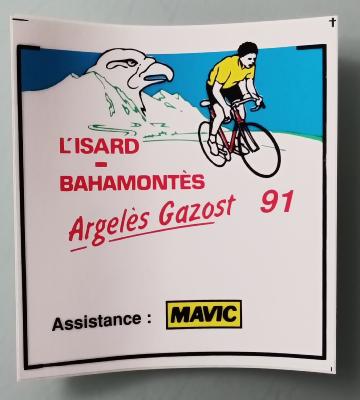 L'ISARD
-
BAHAMONTÈS
Argelès Gazost 91
Assistance : MAVIC